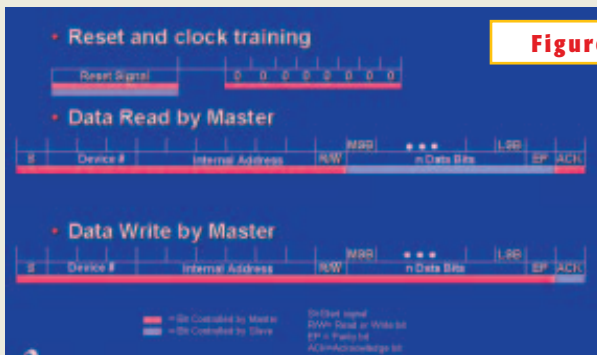 Figure
• Reset and clock training
Reset Signal 0 0 0 0 0 0 0 0
• Data Read by Master
MSB • • • LSB
S Device # Internal Address R/W n Data Bits EP ACK
• Data Write by Master
MSB • • • LSB
S Device # Internal Address R/W n Data Bits EP ACK
= Bit Controlled by Master
= Bit Controlled by Slave
S=Start signal
R/W= Read or Write bit
EP = Parity bit
ACK=Acknowledge bit